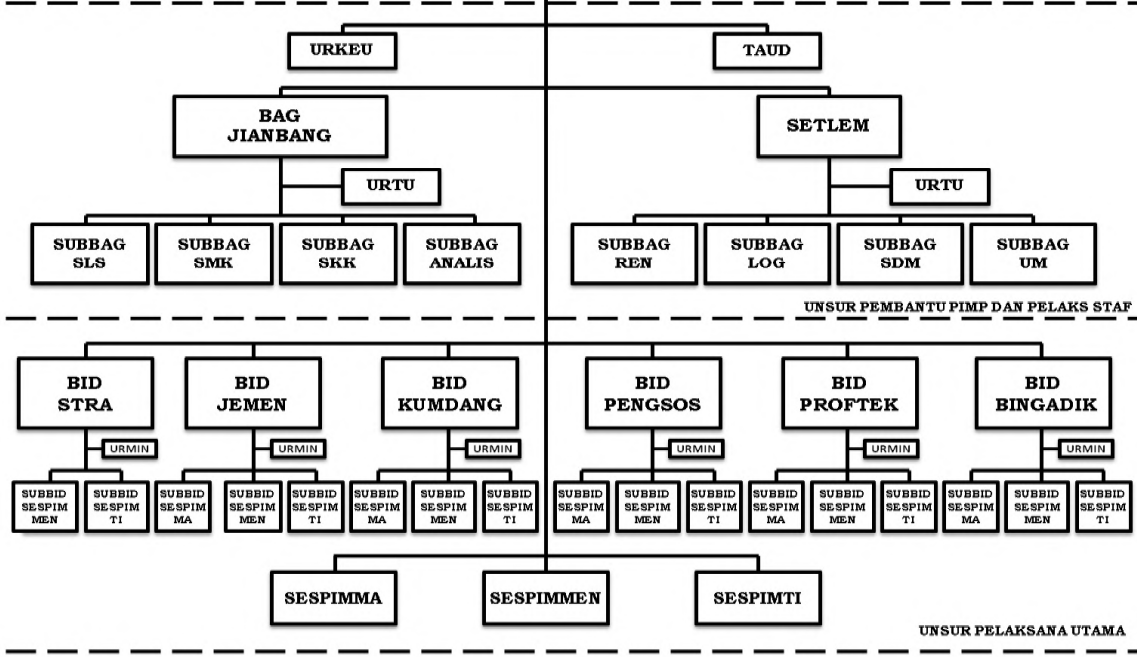 URKEU
TAUD
BAG
JIANBANG
SETLEM
URTU
URTU
SUBBAG
SLS
SUBBAG
SMK
SUBBAG
SKK
SUBBAG
ANALIS
SUBBAG
REN
SUBBAG
LOG
SUBBAG
SDM
SUBBAG
UM
UNSUR PEMBANTU PIMP DAN PELAKS STAF
BID
STRA
BID
JEMEN
BID
KUMDANG
BID
PENGSOS
BID
PROFTEK
BID
BINGADIK
URMIN
URMIN
URMIN
URMIN
URMIN
URMIN
SUBBID
SESPIM
MEN
SUBBID
SESPIM
TI
SUBBID
SESPIM
MA
SUBBID
SESPIM
MEN
SUBBID
SESPIM
TI
SUBBID
SESPIM
MA
SUBBID
SESPIM
MEN
SUBBID
SESPIM
TI
SUBBID
SESPIM
MA
SUBBID
SESPIM
MEN
SUBBID
SESPIM
TI
SUBBID
SESPIM
MA
SUBBID
SESPIM
MEN
SUBBID
SESPIM
TI
SUBBID
SESPIM
MA
SUBBID
SESPIM
MEN
SUBBID
SESPIM
TI
SESPIMMA
SESPIMMEN
SESPIMTI
UNSUR PELAKSANA UTAMA